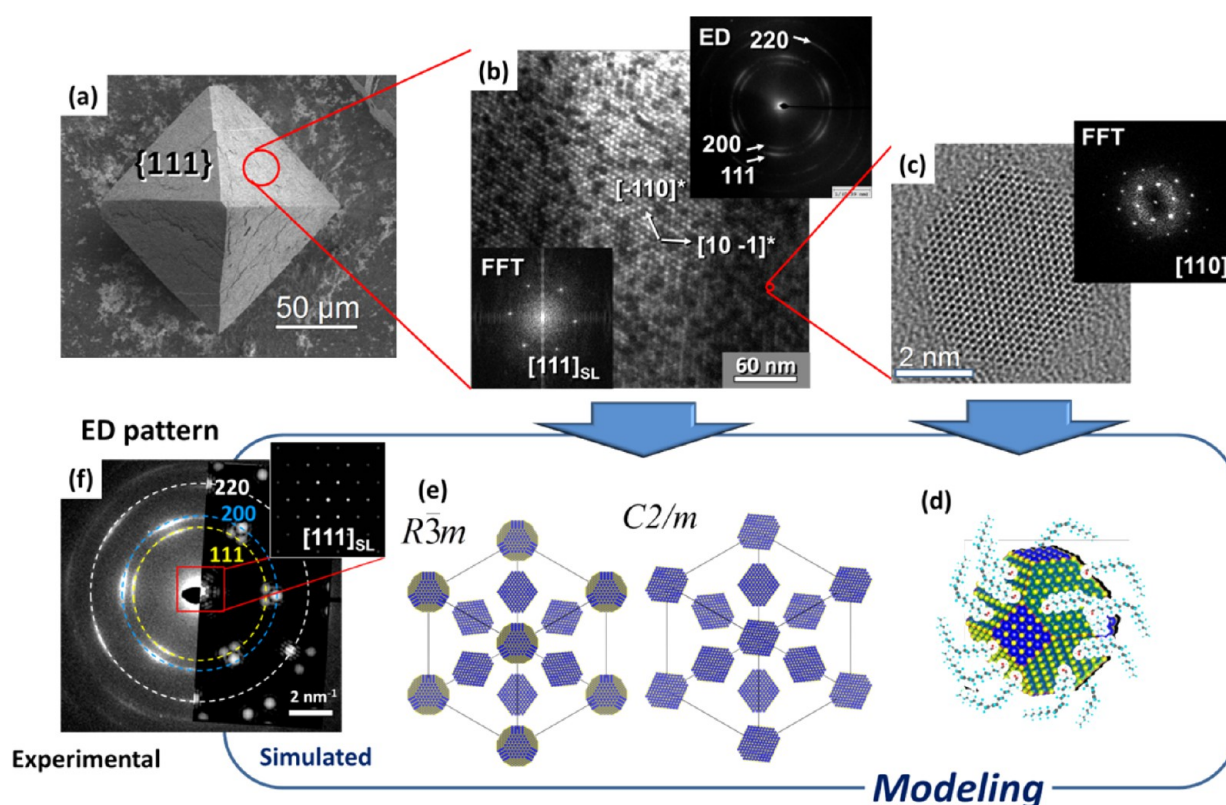 (a)
{111}
50 μm
(b)
ED
220
200
111
[-110]*
[10 -1]*
FFT
[111]SL
60 nm
(c)
FFT
[110]
2 nm
ED pattern
(f)
220
200
111
[111]SL
2 nm-1
Experimental
Simulated
(e)
R3̅m
C2/m
(d)
Modeling